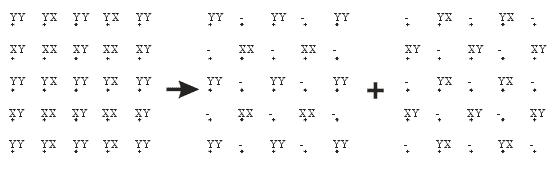 YY YX YY YX YY YY - YY - YY - YX - YX -
XY XX XY XX XY - XX - XX - XY - XY - XY
YY YX YY YX YY → YY - YY - YY + - YX - YX -
XY XX XY XX XY - XX - XX - XY - XY - XY
YY YX YY YX YY YY - YY - YY - YX - YX -